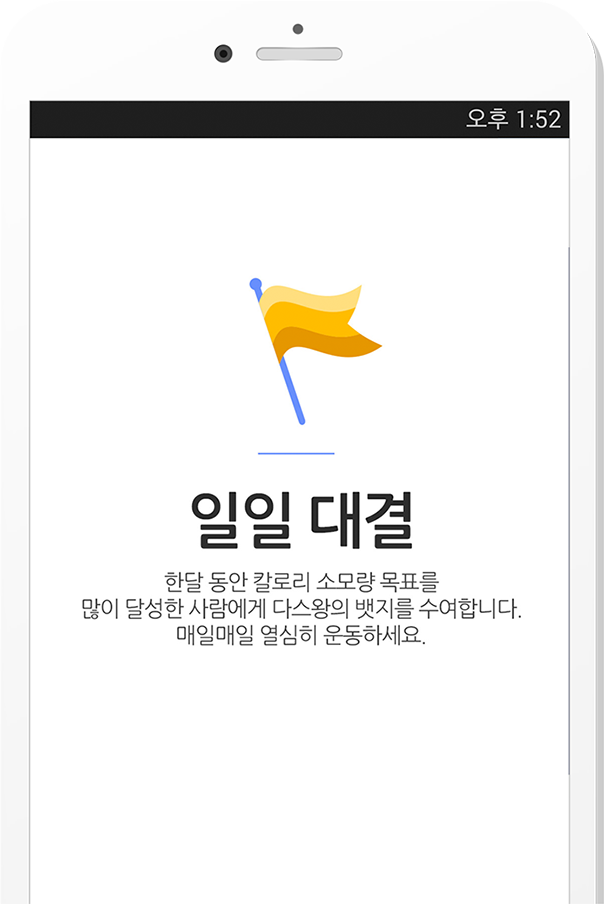 오후 1:52
일일 대결
한달 동안 칼로리 소모량 목표를
많이 달성한 사람에게 다스왕의 뱃지를 수여합니다.
매일매일 열심히 운동하세요.